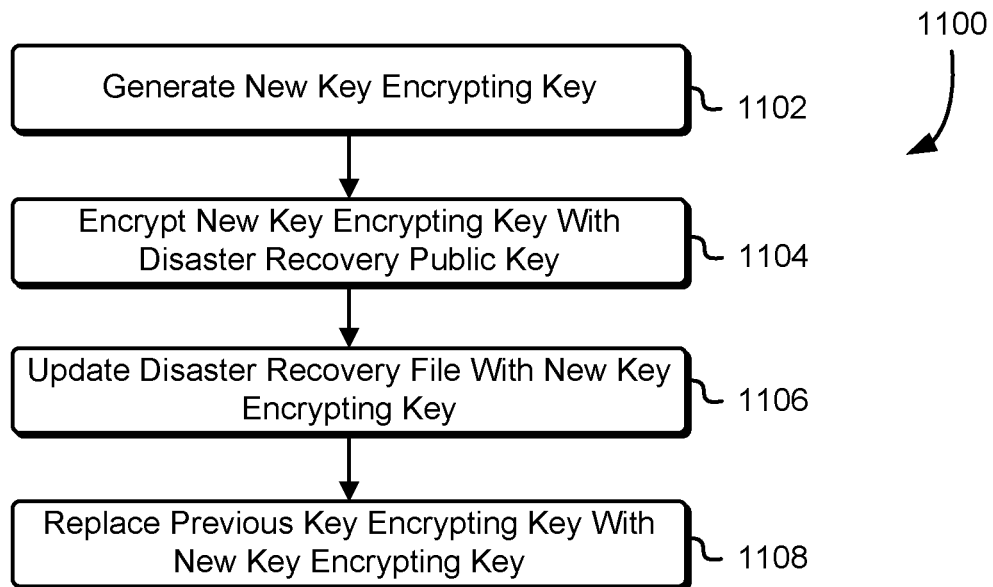 1100
Generate New Key Encrypting Key
1102
Encrypt New Key Encrypting Key With
Disaster Recovery Public Key
1104
Update Disaster Recovery File With New Key
Encrypting Key
1106
Replace Previous Key Encrypting Key With
New Key Encrypting Key
1108